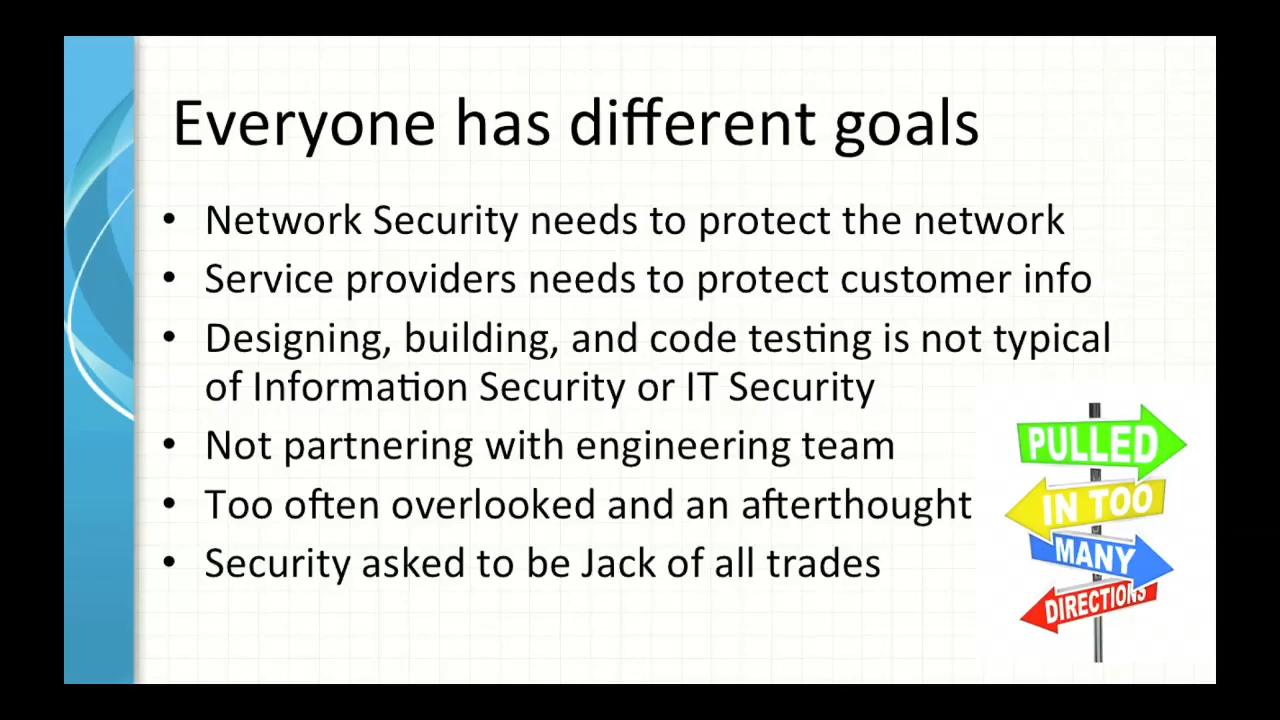 Everyone has different goals
• Network Security needs to protect the network
• Service providers needs to protect customer info
• Designing, building, and code testing is not typical
of Information Security or IT Security
• Not partnering with engineering team
• Too often overlooked and an afterthought
• Security asked to be Jack of all trades
PULLED
IN TOO
MANY
DIRECTIONS